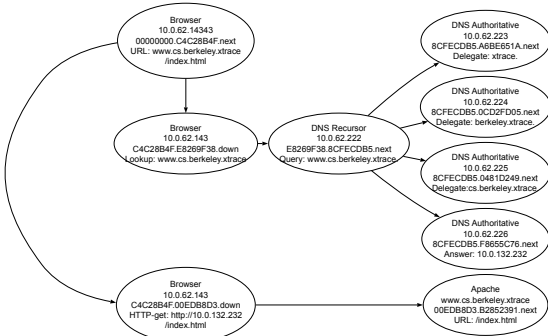 Browser
10.0.62.14343
00000000.C4C28B4F.next
URL: www.cs.berkeley.xtrace
/index.html
Browser
10.0.62.143
C4C28B4F.E8269F38.down
Lookup: www.cs.berkeley.xtrace
DNS Recursor
10.0.62.222
E8269F38.8CFECDB5.next
Query: www.cs.berkeley.xtrace
DNS Authoritative
10.0.62.223
8CFECDB5.A6BE651A.next
Delegate: xtrace.
DNS Authoritative
10.0.62.224
8CFECDB5.0CD2FD05.next
Delegate: berkeley.xtrace.
DNS Authoritative
10.0.62.225
8CFECDB5.0481D249.next
Delegate:cs.berkeley.xtrace.
DNS Authoritative
10.0.62.226
8CFECDB5.F8655C76.next
Answer: 10.0.132.232
Browser
10.0.62.143
C4C28B4F.00EDB8D3.down
HTTP-get: http://10.0.132.232
/index.html
Apache
www.cs.berkeley.xtrace
00EDB8D3.B2852391.next
URL: /index.html